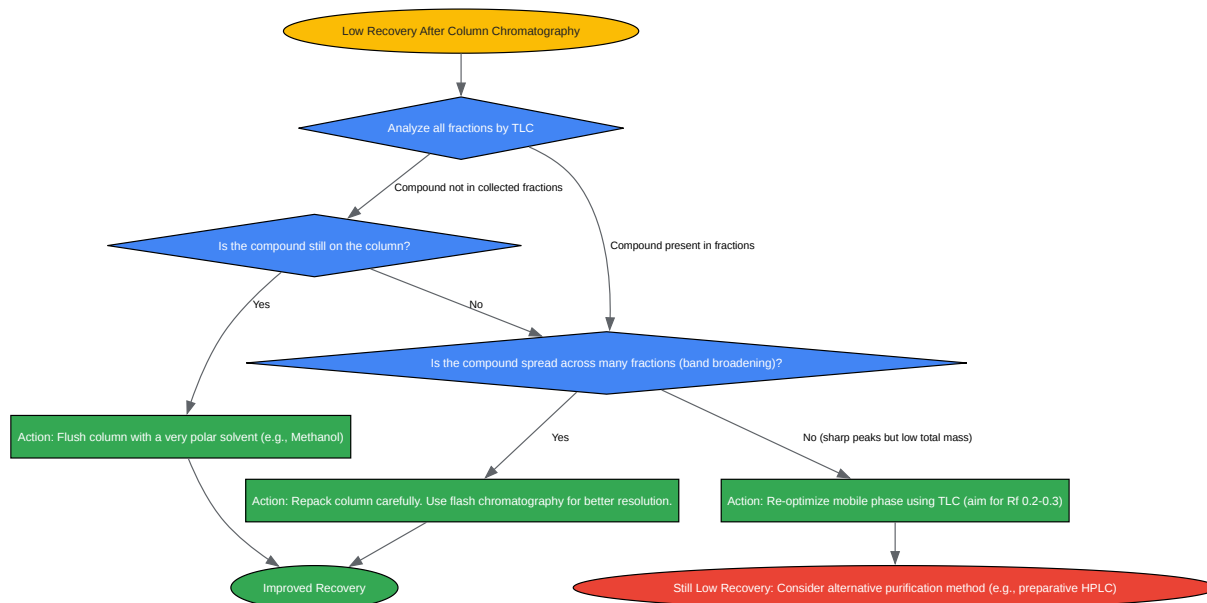 Low Recovery After Column Chromatography
Analyze all fractions by TLC
Compound not in collected fractions
Is the compound still on the column?
Compound present in fractions
Yes
No
Is the compound spread across many fractions (band broadening)?
Action: Flush column with a very polar solvent (e.g., Methanol)
Yes
No (sharp peaks but low total mass)
Action: Repack column carefully. Use flash chromatography for better resolution.
Action: Re-optimize mobile phase using TLC (aim for Rf 0.2-0.3)
Improved Recovery
Still Low Recovery: Consider alternative purification method (e.g., preparative HPLC)